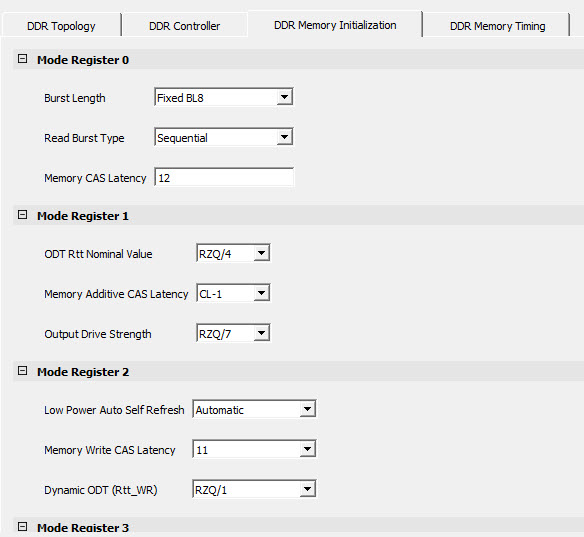 DDR Topology DDR Controller DDR Memory Initialization DDR Memory Timing
Mode Register 0
Burst Length Fixed BL8
Read Burst Type Sequential
Memory CAS Latency 12
Mode Register 1
ODT Rtt Nominal Value RZQ/4
Memory Additive CAS Latency CL-1
Output Drive Strength RZQ/7
Mode Register 2
Low Power Auto Self Refresh Automatic
Memory Write CAS Latency 11
Dynamic ODT (Rtt_WR) RZQ/1
Mode Register 3